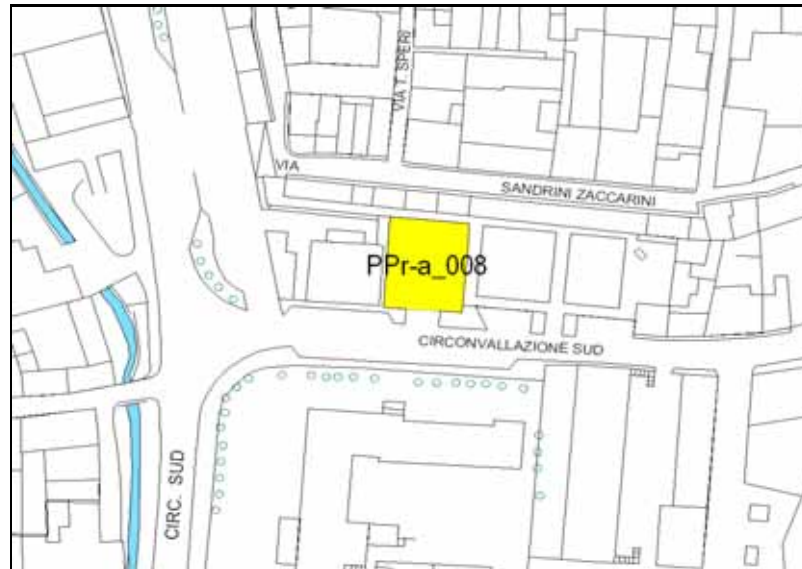 VIA T. SPERI
VIA
SANDRINI ZACCARINI
PPr-a_008
CIRCONVALLAZIONE SUD
CIRC. SUD